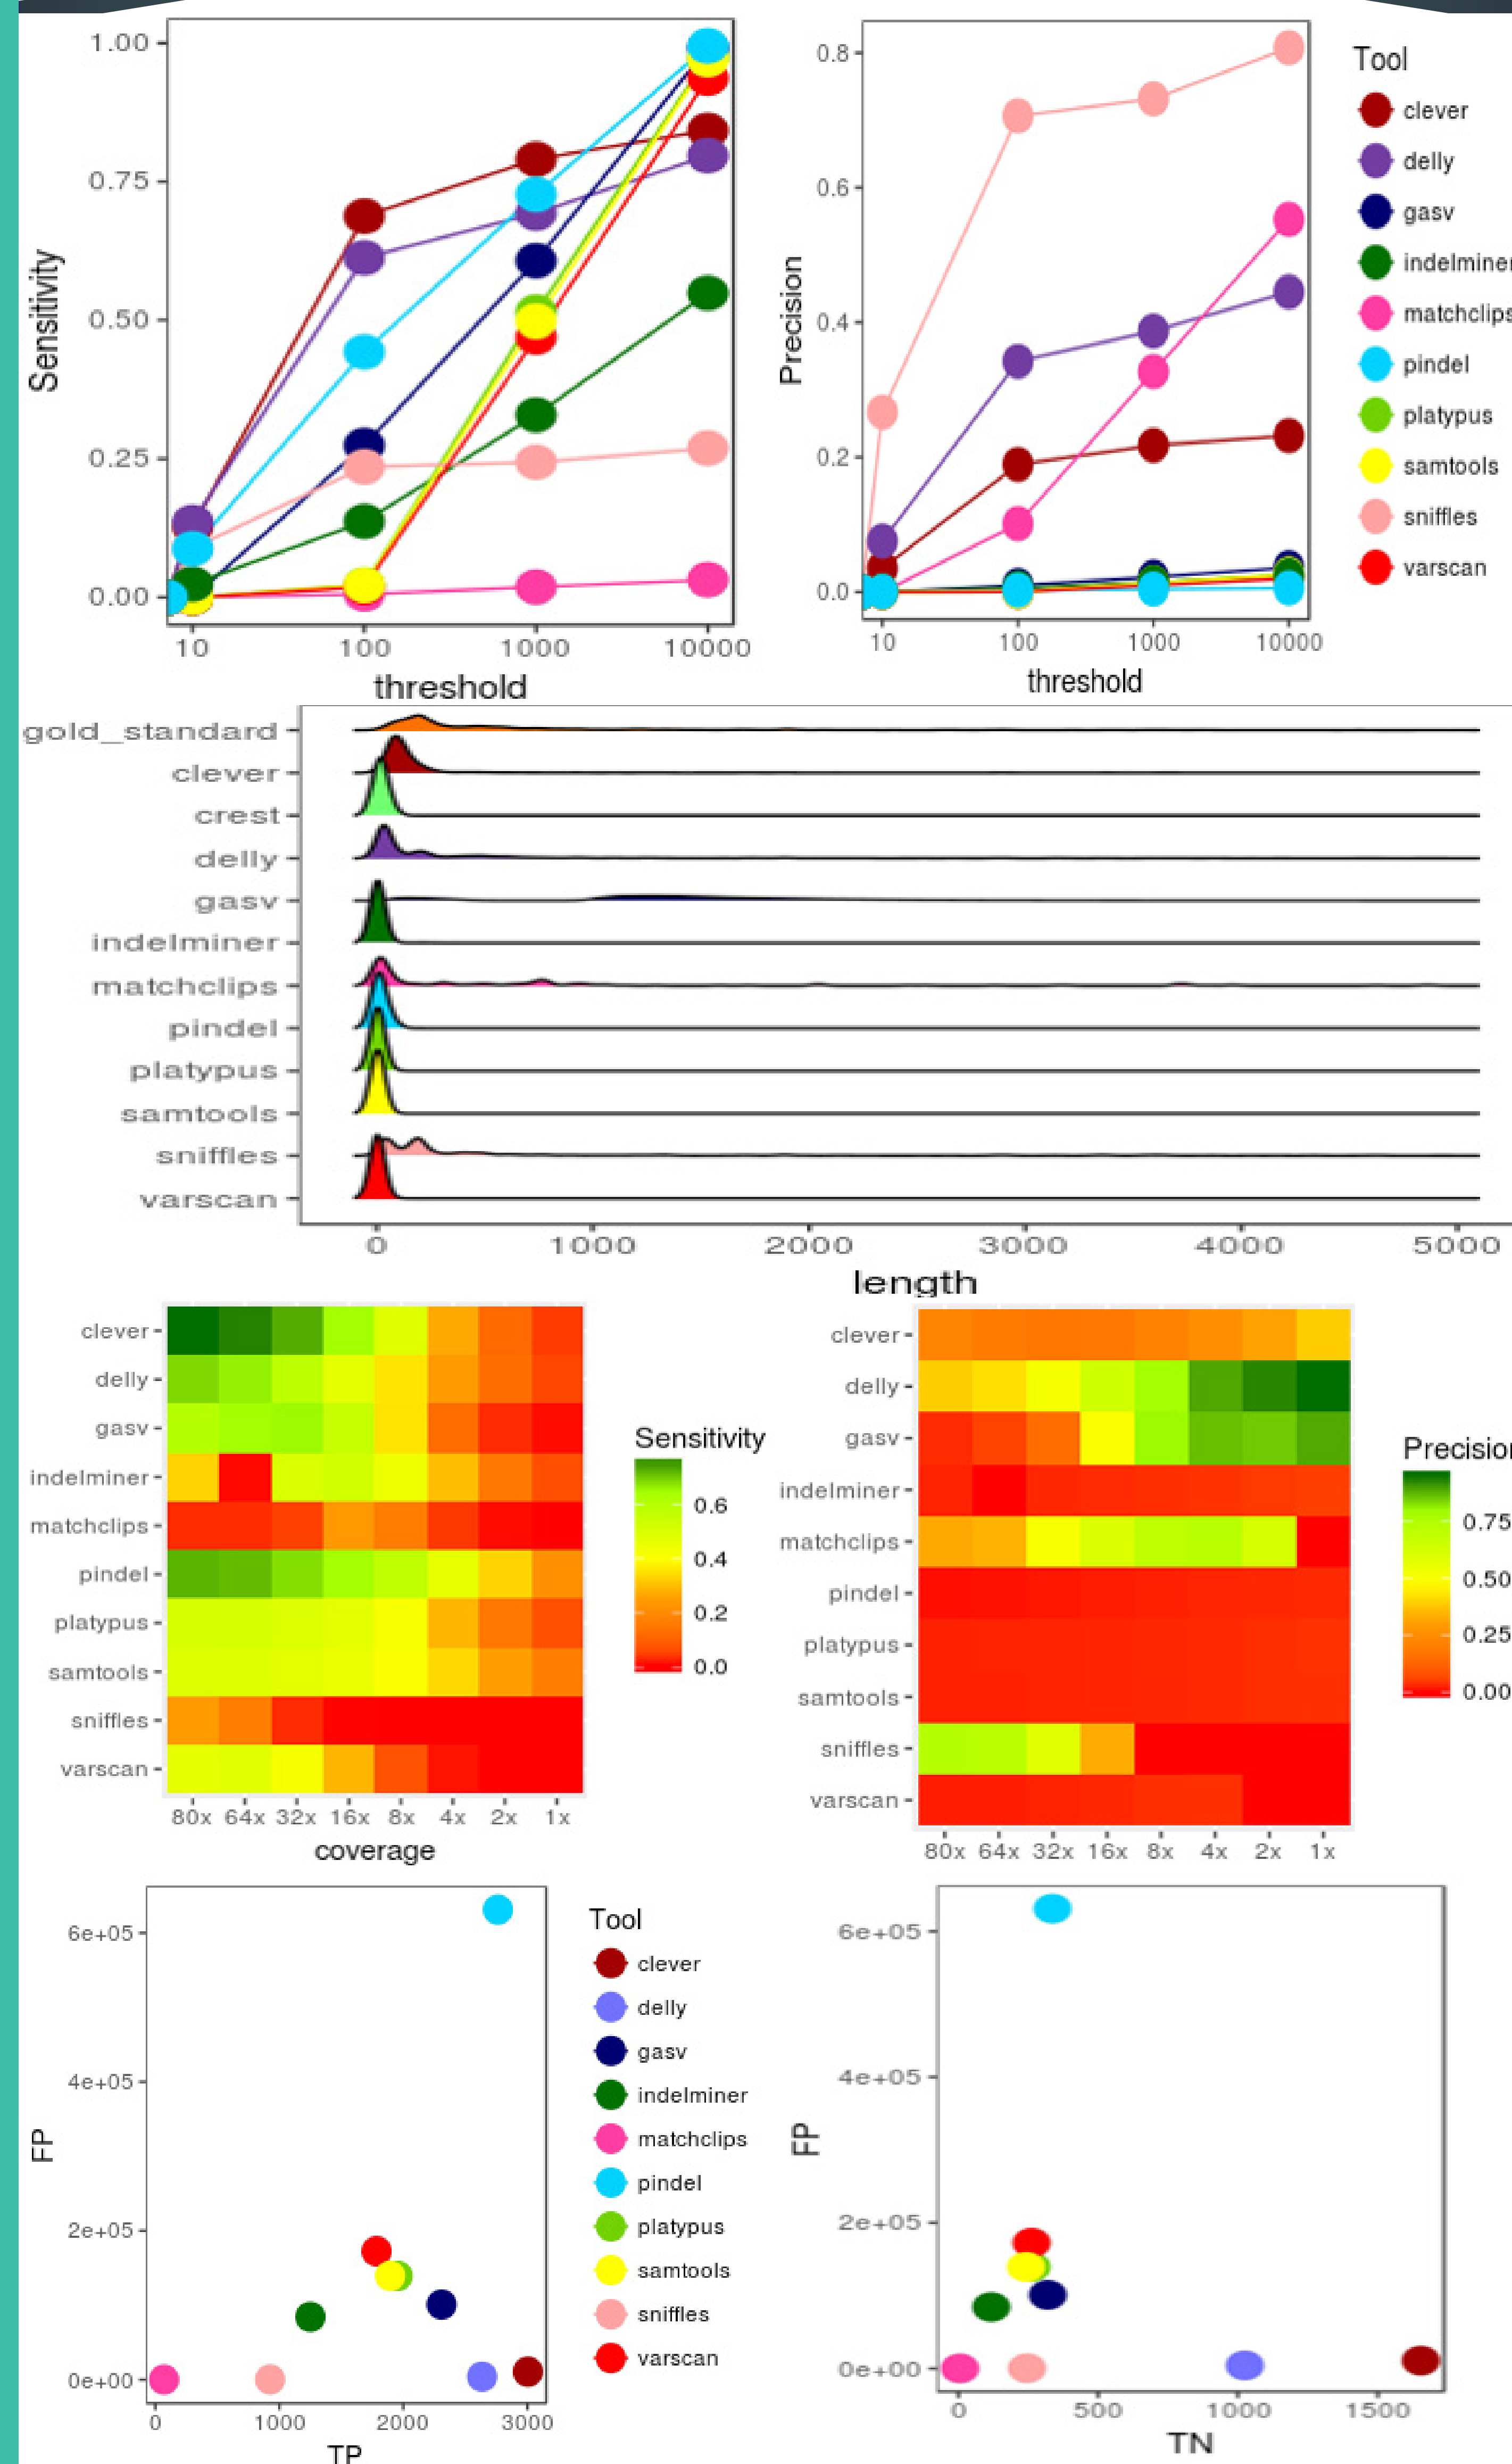 1.00
0.75
0.50
0.25
0.00
Sensitivity
10 100 1000 10000
threshold
0.8
0.6
0.4
0.2
0.0
Precision
10 100 1000 10000
threshold
Tool
clever
delly
gasv
indelminer
matchclips
pindel
platypus
samtools
sniffles
varscan
gold_standard
clever
crest
delly
gasv
indelminer
matchclips
pindel
platypus
samtools
sniffles
varscan
0 1000 2000 3000 4000 5000
length
clever
delly
gasv
indelminer
matchclips
pindel
platypus
samtools
sniffles
varscan
80x 64x 32x 16x 8x 4x 2x 1x
coverage
Sensitivity
0.6
0.4
0.2
0.0
clever
delly
gasv
indelminer
matchclips
pindel
platypus
samtools
sniffles
varscan
80x 64x 32x 16x 8x 4x 2x 1x
Precision
0.75
0.50
0.25
0.00
6e+05
4e+05
2e+05
0e+00
FP
0 1000 2000 3000
TP
Tool
clever
delly
gasv
indelminer
matchclips
pindel
platypus
samtools
sniffles
varscan
6e+05
4e+05
2e+05
0e+00
FP
0 500 1000 1500
TN